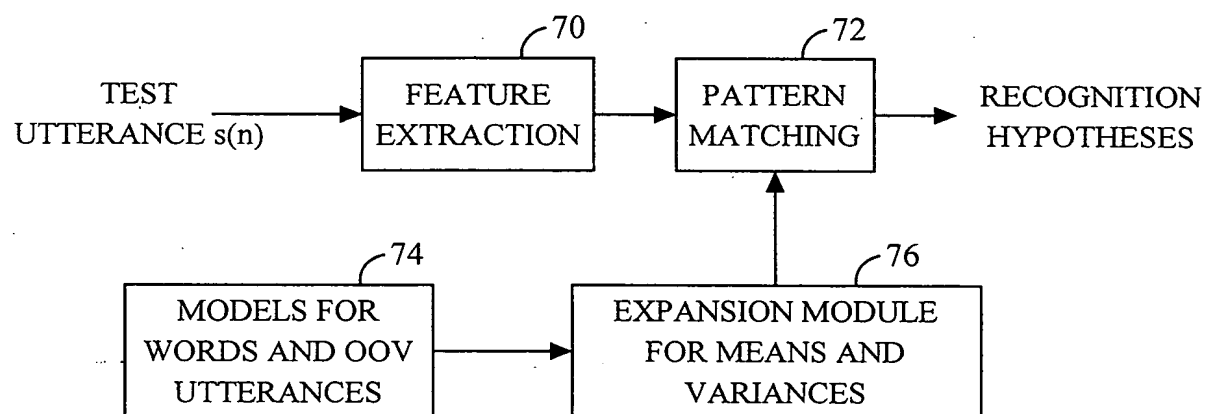 70
72
TEST
UTTERANCE s(n)
FEATURE
EXTRACTION
PATTERN
MATCHING
RECOGNITION
HYPOTHESES
74
76
MODELS FOR
WORDS AND OOV
UTTERANCES
EXPANSION MODULE
FOR MEANS AND
VARIANCES